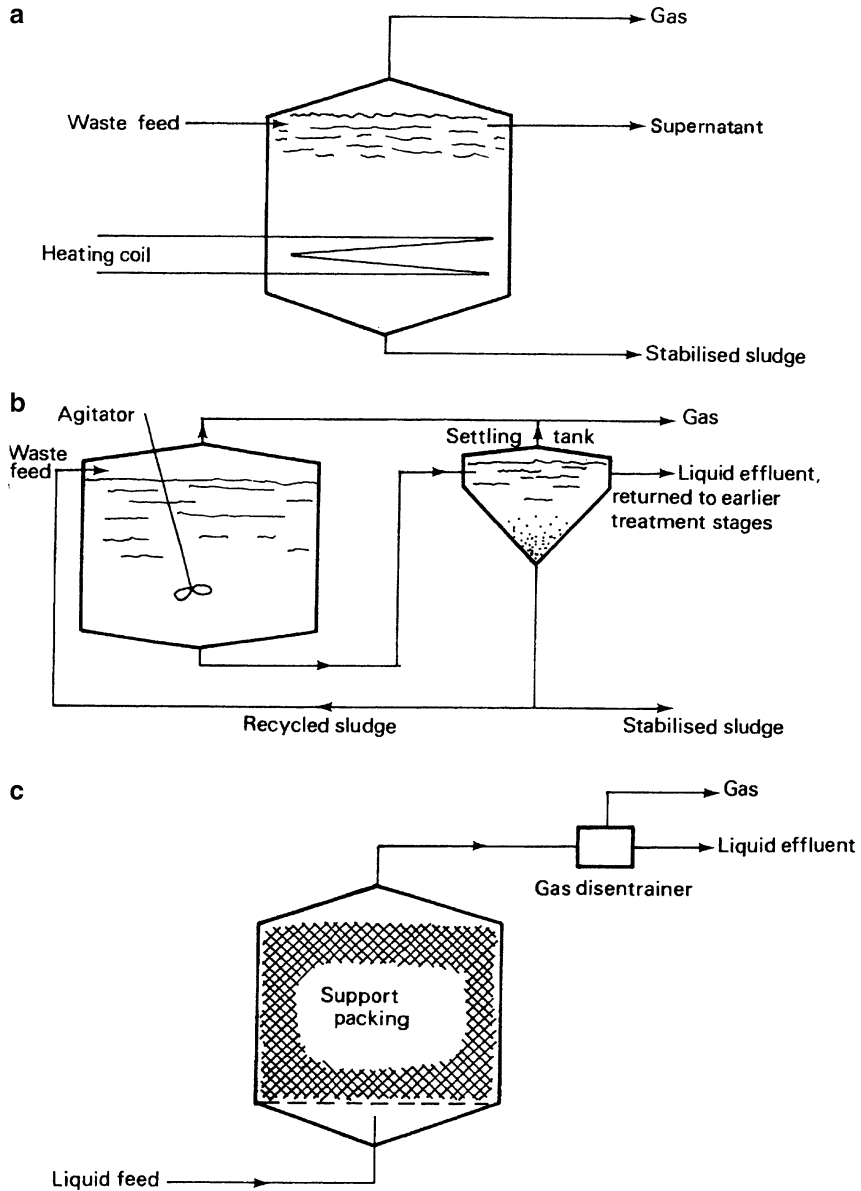 a
Gas
Waste feed
Supernatant
Heating coil
Stabilised sludge
b
Agitator
Gas
Settling tank
Waste
feed
Liquid effluent,
returned to earlier
treatment stages
Recycled sludge
Stabilised sludge
c
Gas
Liquid effluent
Gas disentrainer
Support
packing
Liquid feed